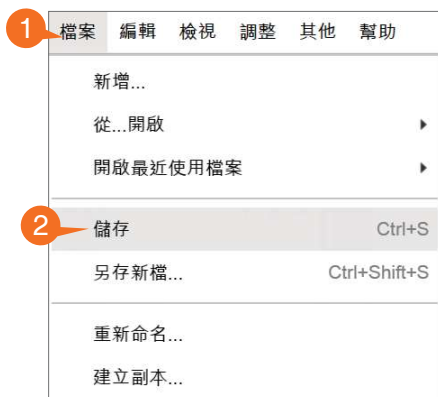 1 檔案 編輯 檢視 調整 其他 幫助
新增...
從...開啟
開啟最近使用檔案
2 儲存 Ctrl+S
另存新檔... Ctrl+Shift+S
重新命名...
建立副本...